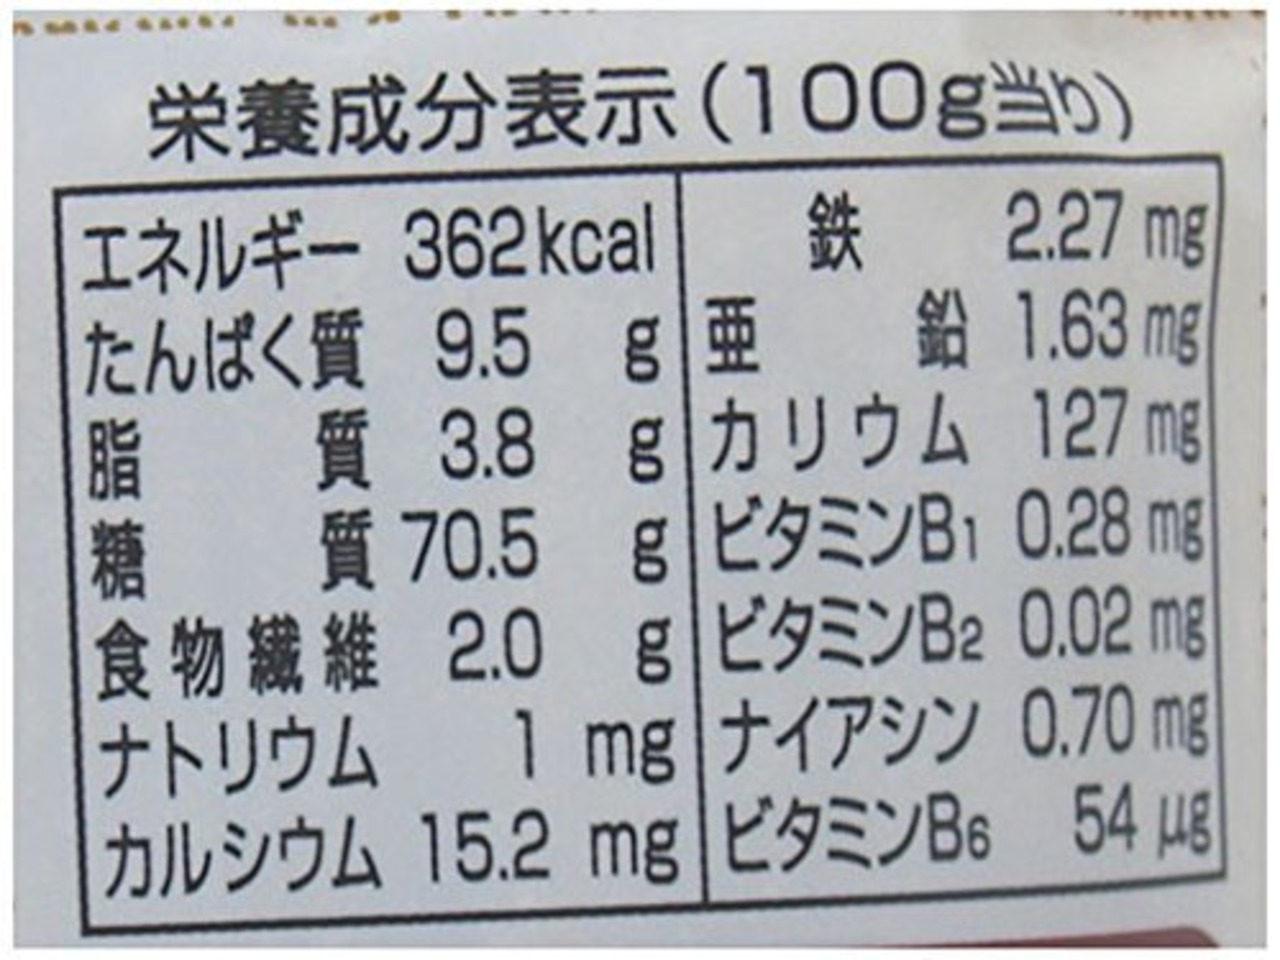 栄養成分表示(100g当り)
エネルギー 362kcal
たんぱく質 9.5 g
脂質 3.8 g
糖質 70.5 g
食物繊維 2.0 g
ナトリウム 1 mg
カルシウム 15.2 mg
鉄 2.27 mg
亜鉛 1.63 mg
カリウム 127 mg
ビタミンB1 0.28 mg
ビタミンB2 0.02 mg
ナイアシン 0.70 mg
ビタミンB6 54 μg